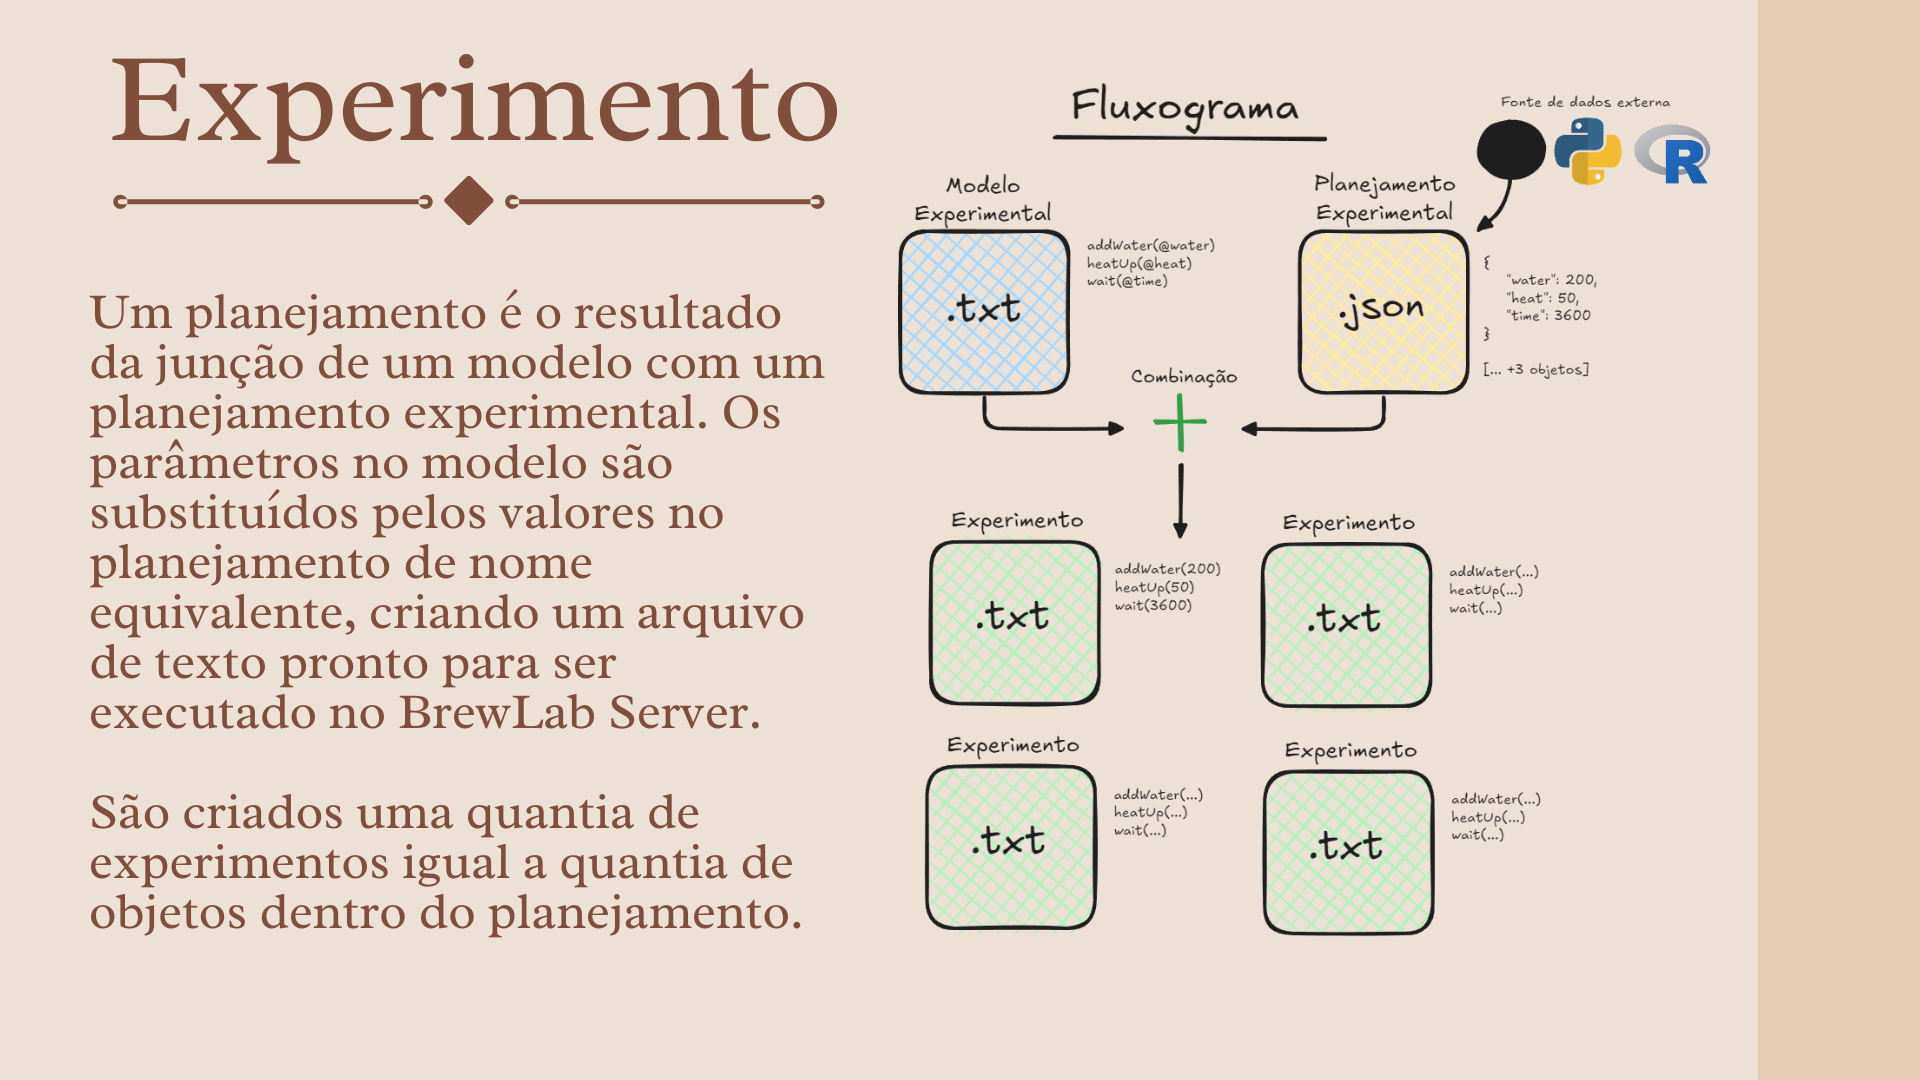 Experimento
Um planejamento é o resultado
da junção de um modelo com um
planejamento experimental. Os
parâmetros no modelo são
substituídos pelos valores no
planejamento de nome
equivalente, criando um arquivo
de texto pronto para ser
executado no BrewLab Server.
São criados uma quantia de
experimentos igual a quantia de
objetos dentro do planejamento.
Fluxograma
Fonte de dados externa
R
Modelo
Experimental
.txt
addWater(@water)
heatUp(@heat)
wait(@time)
Planejamento
Experimental
.json
{
"water": 200,
"heat": 50,
"time": 3600
}
[... +3 objetos]
Combinação
Experimento
.txt
addWater(200)
heatUp(50)
wait(3600)
Experimento
.txt
addWater(...)
heatUp(...)
wait(...)
Experimento
.txt
addWater(...)
heatUp(...)
wait(...)
Experimento
.txt
addWater(...)
heatUp(...)
wait(...)